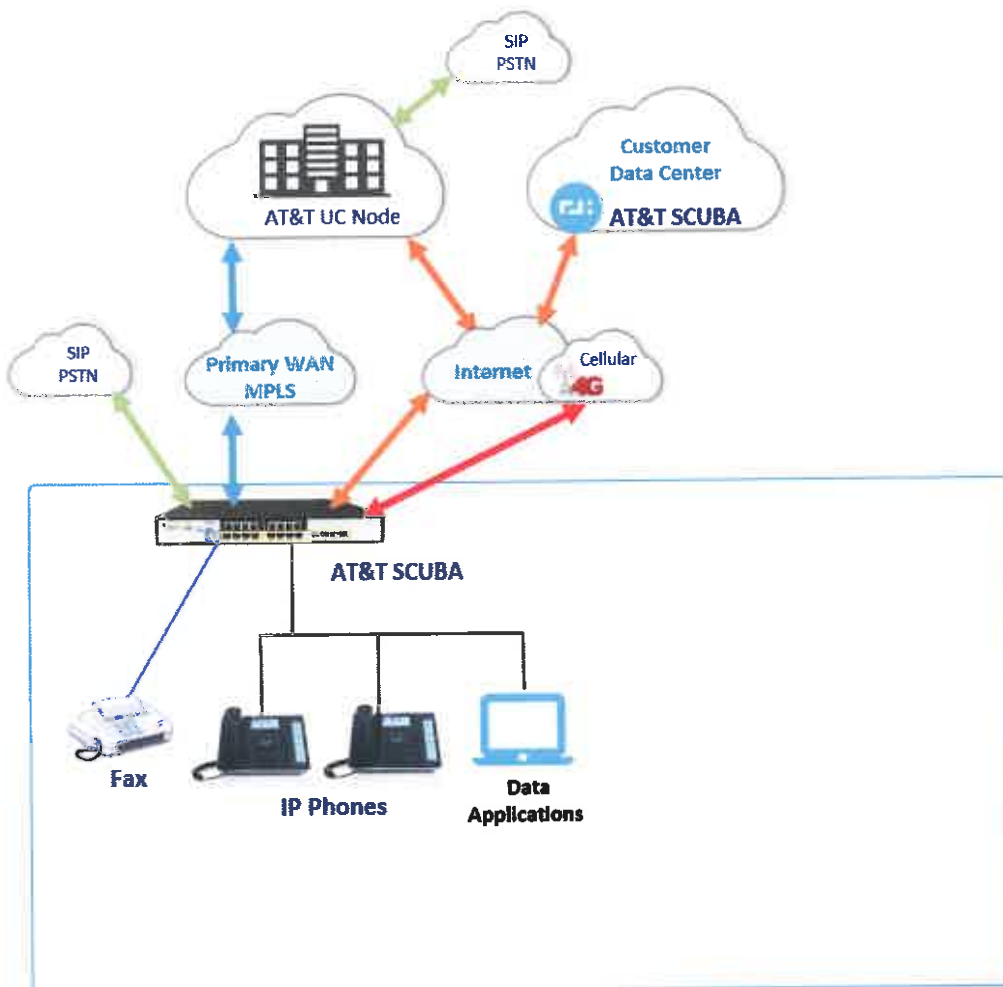 SIP
PSTN
AT&T UC Node
Customer
Data Center
AT&T SCUBA
SIP
PSTN
Primary WAN
MPLS
Internet
Cellular
4G
AT&T SCUBA
Fax
IP Phones
Data
Applications